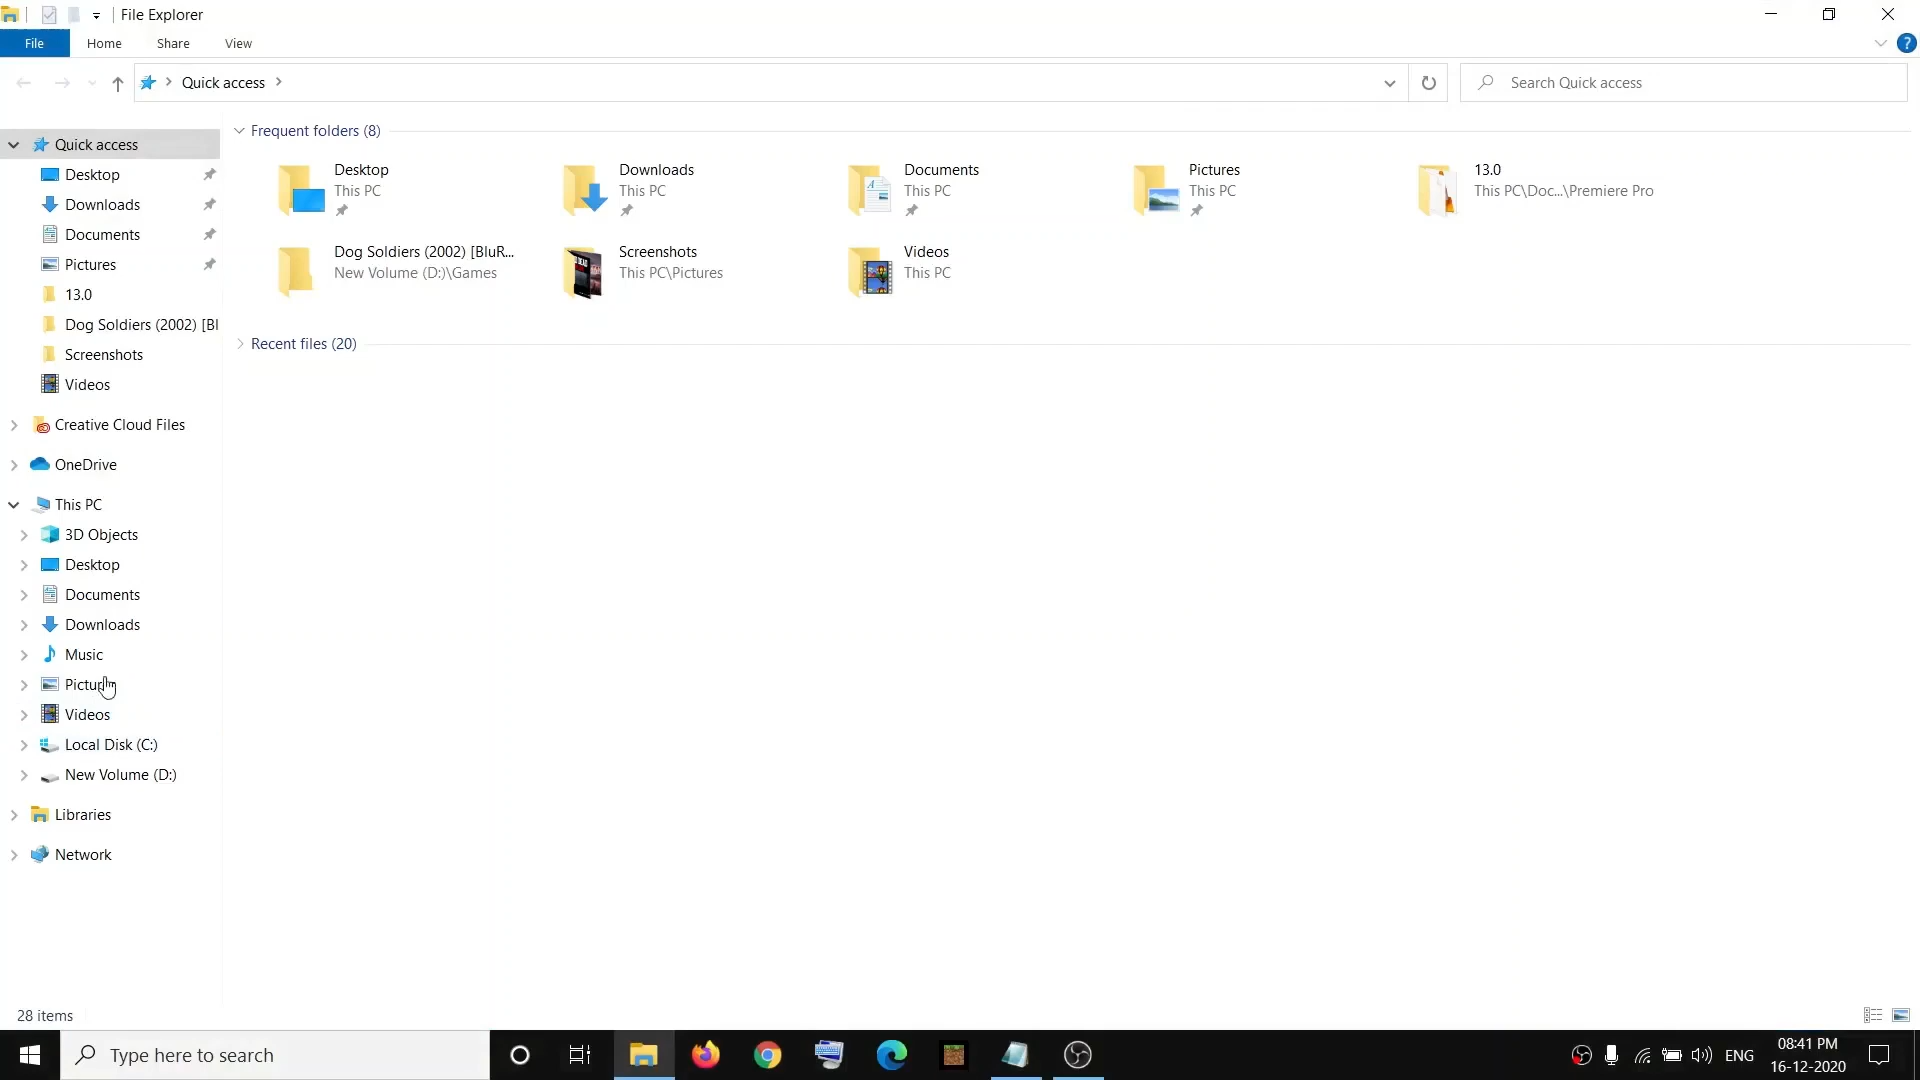 File Explorer
File Home Share View
Quick access
Search Quick access
Quick access
Desktop
Downloads
Documents
Pictures
13.0
Dog Soldiers (2002) [Bl
Screenshots
Videos
Creative Cloud Files
OneDrive
This PC
3D Objects
Desktop
Documents
Downloads
Music
Pictur
Videos
Local Disk (C:)
New Volume (D:)
Libraries
Network
Frequent folders (8)
Desktop
This PC
Downloads
This PC
Documents
This PC
Pictures
This PC
13.0
This PC\Doc...\Premiere Pro
Dog Soldiers (2002) [BluR...
New Volume (D:)\Games
Screenshots
This PC\Pictures
Videos
This PC
Recent files (20)
28 items
Type here to search
ENG
08:41 PM
16-12-2020